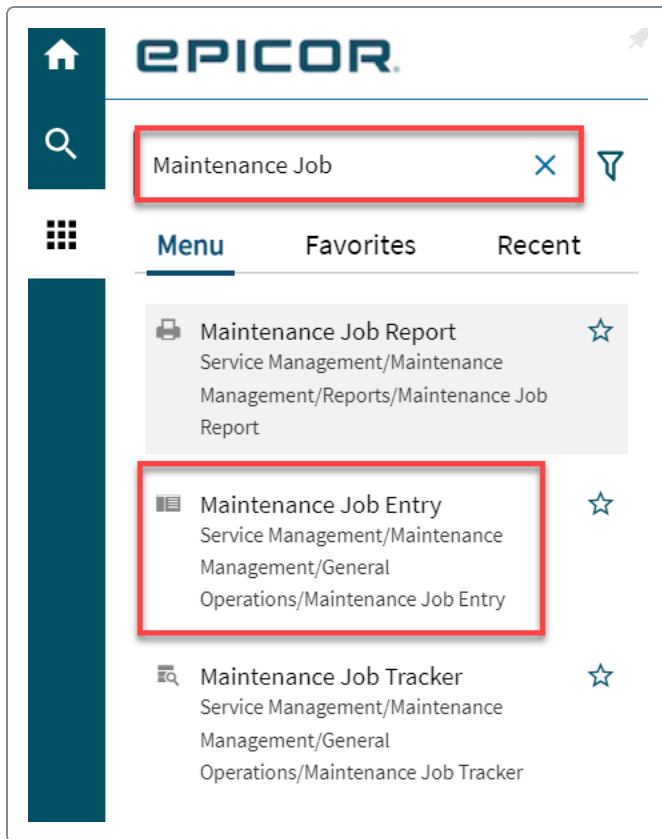 EPICOR.
Maintenance Job
Menu Favorites Recent
Maintenance Job Report
Service Management/Maintenance
Management/Reports/Maintenance Job
Report
Maintenance Job Entry
Service Management/Maintenance
Management/General
Operations/Maintenance Job Entry
Maintenance Job Tracker
Service Management/Maintenance
Management/General
Operations/Maintenance Job Tracker